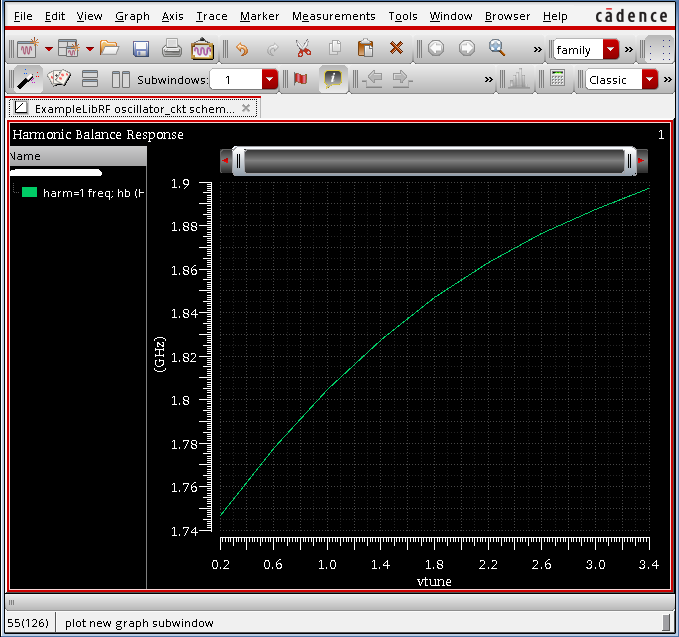 File Edit View Graph Axis Trace Marker Measurements Tools Window Browser Help cādence
» family »
Subwindows: 1 » Classic »
ExampleLibRF oscillator_ckt schem...
Harmonic Balance Response 1
Name
harm=1 freq; hb (H
1.9
1.88
1.86
1.84
1.82
1.8
1.78
1.76
1.74
(GHz)
0.2 0.6 1.0 1.4 1.8 2.2 2.6 3.0 3.4
vtune
55(126) plot new graph subwindow